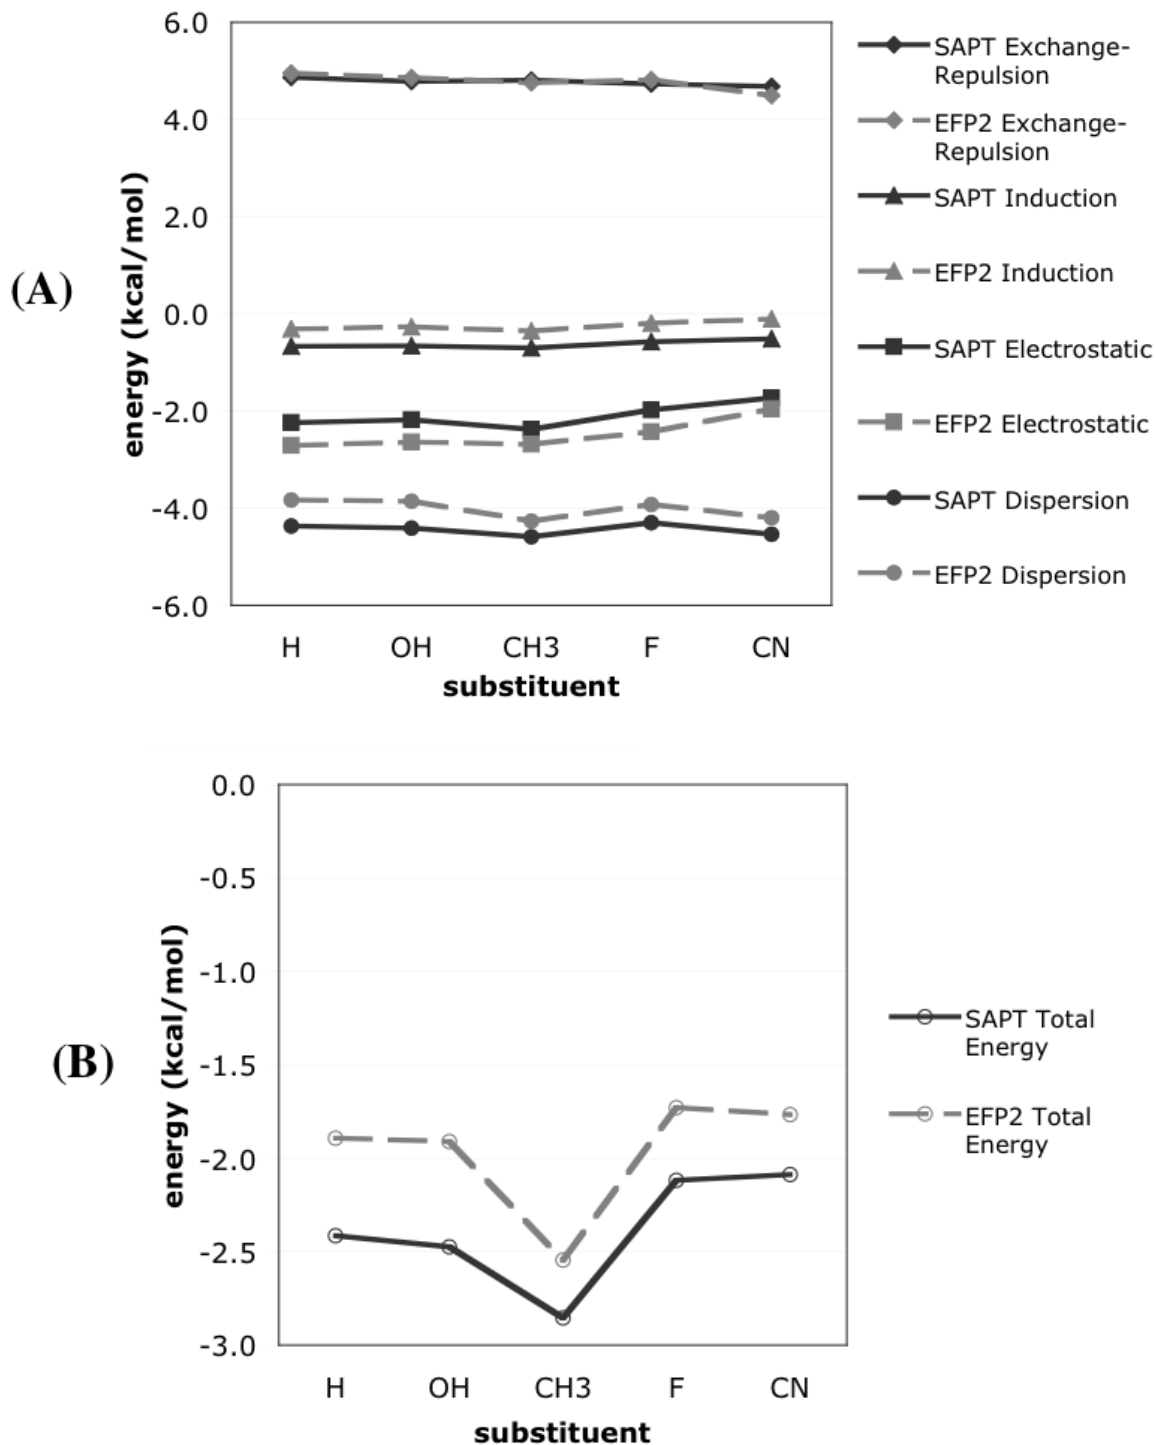 (A)
energy (kcal/mol)
6.0
4.0
2.0
0.0
-2.0
-4.0
-6.0
H OH CH3 F CN
substituent
SAPT Exchange-
Repulsion
EFP2 Exchange-
Repulsion
SAPT Induction
EFP2 Induction
SAPT Electrostatic
EFP2 Electrostatic
SAPT Dispersion
EFP2 Dispersion
(B)
energy (kcal/mol)
0.0
-0.5
-1.0
-1.5
-2.0
-2.5
-3.0
H OH CH3 F CN
substituent
SAPT Total
Energy
EFP2 Total
Energy